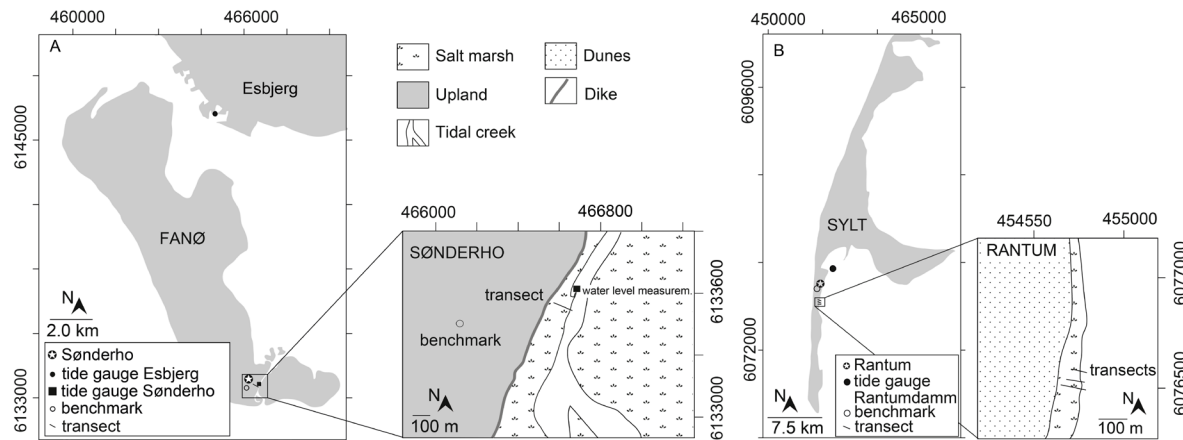 460000
466000
A
Esbjerg
6145000
FANØ
N
2.0 km
Sønderho
tide gauge Esbjerg
tide gauge Sønderho
benchmark
transect
6133000
Salt marsh
Dunes
Upland
Dike
Tidal creek
466000
466800
SØNDERHO
transect
water level measurem.
benchmark
N
100 m
6133600
6133000
450000
465000
B
6096000
SYLT
6072000
N
7.5 km
Rantum
tide gauge
Rantumdamm
benchmark
transect
454550
455000
RANTUM
transects
N
100 m
6077000
6076500